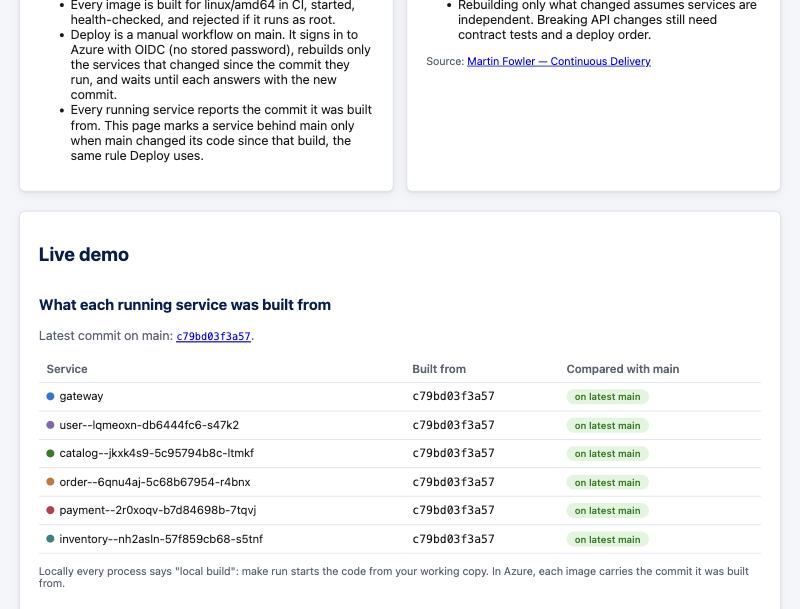 • Every image is built for linux/amd64 in CI, started,
health-checked, and rejected if it runs as root.
• Deploy is a manual workflow on main. It signs in to
Azure with OIDC (no stored password), rebuilds only
the services that changed since the commit they
run, and waits until each answers with the new
commit.
• Every running service reports the commit it was built
from. This page marks a service behind main only
when main changed its code since that build, the
same rule Deploy uses.
• Rebuilding only what changed assumes services are
independent. Breaking API changes still need
contract tests and a deploy order.
Source: Martin Fowler — Continuous Delivery
Live demo
What each running service was built from
Latest commit on main: c79bd03f3a57.
Service Built from Compared with main
gateway c79bd03f3a57 on latest main
user--lqmeoxn-db6444fc6-s47k2 c79bd03f3a57 on latest main
catalog--jkxk4s9-5c95794b8c-ltmkf c79bd03f3a57 on latest main
order--6qnu4aj-5c68b67954-r4bnx c79bd03f3a57 on latest main
payment--2r0xoqv-b7d84698b-7tqvj c79bd03f3a57 on latest main
inventory--nh2asln-57f859cb68-s5tnf c79bd03f3a57 on latest main
Locally every process says "local build": make run starts the code from your working copy. In Azure, each image carries the commit it was built
from.